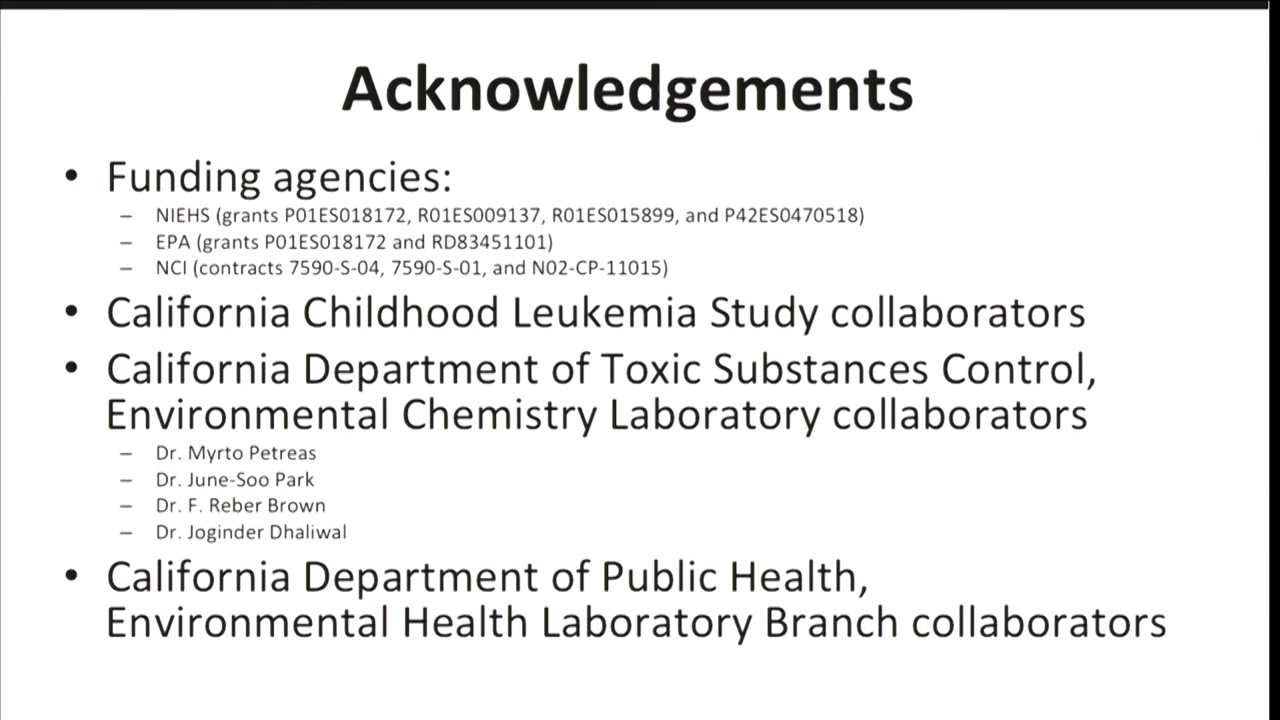 Acknowledgements
• Funding agencies:
– NIEHS (grants P01ES018172, R01ES009137, R01ES015899, and P42ES0470518)
– EPA (grants P01ES018172 and RD83451101)
– NCI (contracts 7590-S-04, 7590-S-01, and N02-CP-11015)
• California Childhood Leukemia Study collaborators
• California Department of Toxic Substances Control,
Environmental Chemistry Laboratory collaborators
– Dr. Myrto Petreas
– Dr. June-Soo Park
– Dr. F. Reber Brown
– Dr. Joginder Dhaliwal
• California Department of Public Health,
Environmental Health Laboratory Branch collaborators